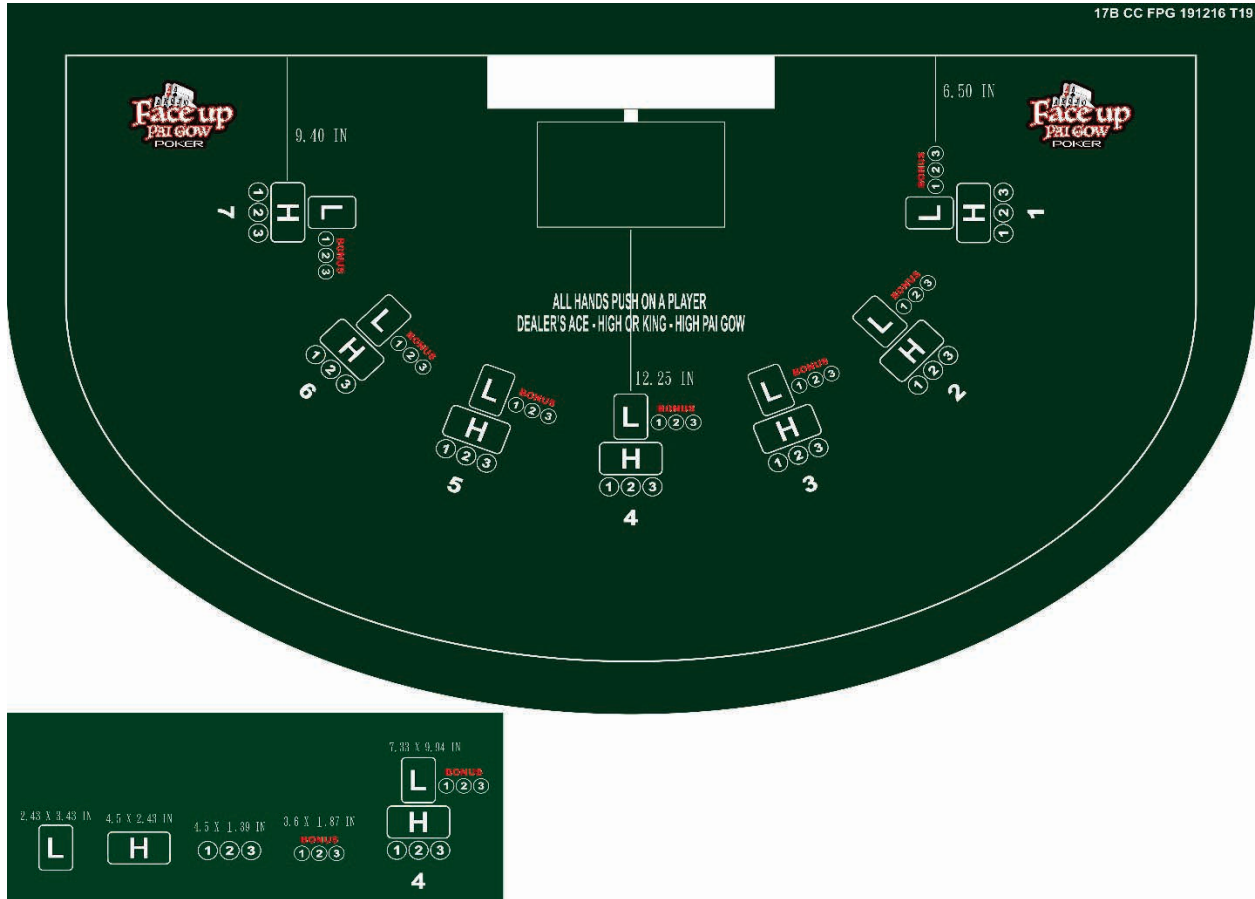 17B CC FPG 191216 T19
Face up
PAI GOW
POKER
Face up
PAI GOW
POKER
9.40 IN
6.50 IN
1 2 3
H
L
BONUS
1 2 3
7
BONUS
1 2 3
L
H
1 2 3
1
ALL HANDS PUSH ON A PLAYER
DEALER'S ACE - HIGH OR KING - HIGH PAI GOW
12.25 IN
L
BONUS
1 2 3
H
1 2 3
6
L
BONUS
1 2 3
H
1 2 3
5
L
BONUS
1 2 3
H
1 2 3
4
L
BONUS
1 2 3
H
1 2 3
3
L
BONUS
1 2 3
H
1 2 3
2
2.43 X 3.43 IN
L
4.5 X 2.43 IN
H
4.5 X 1.39 IN
1 2 3
3.6 X 1.87 IN
BONUS
1 2 3
7.33 X 9.94 IN
L
BONUS
1 2 3
H
1 2 3
4